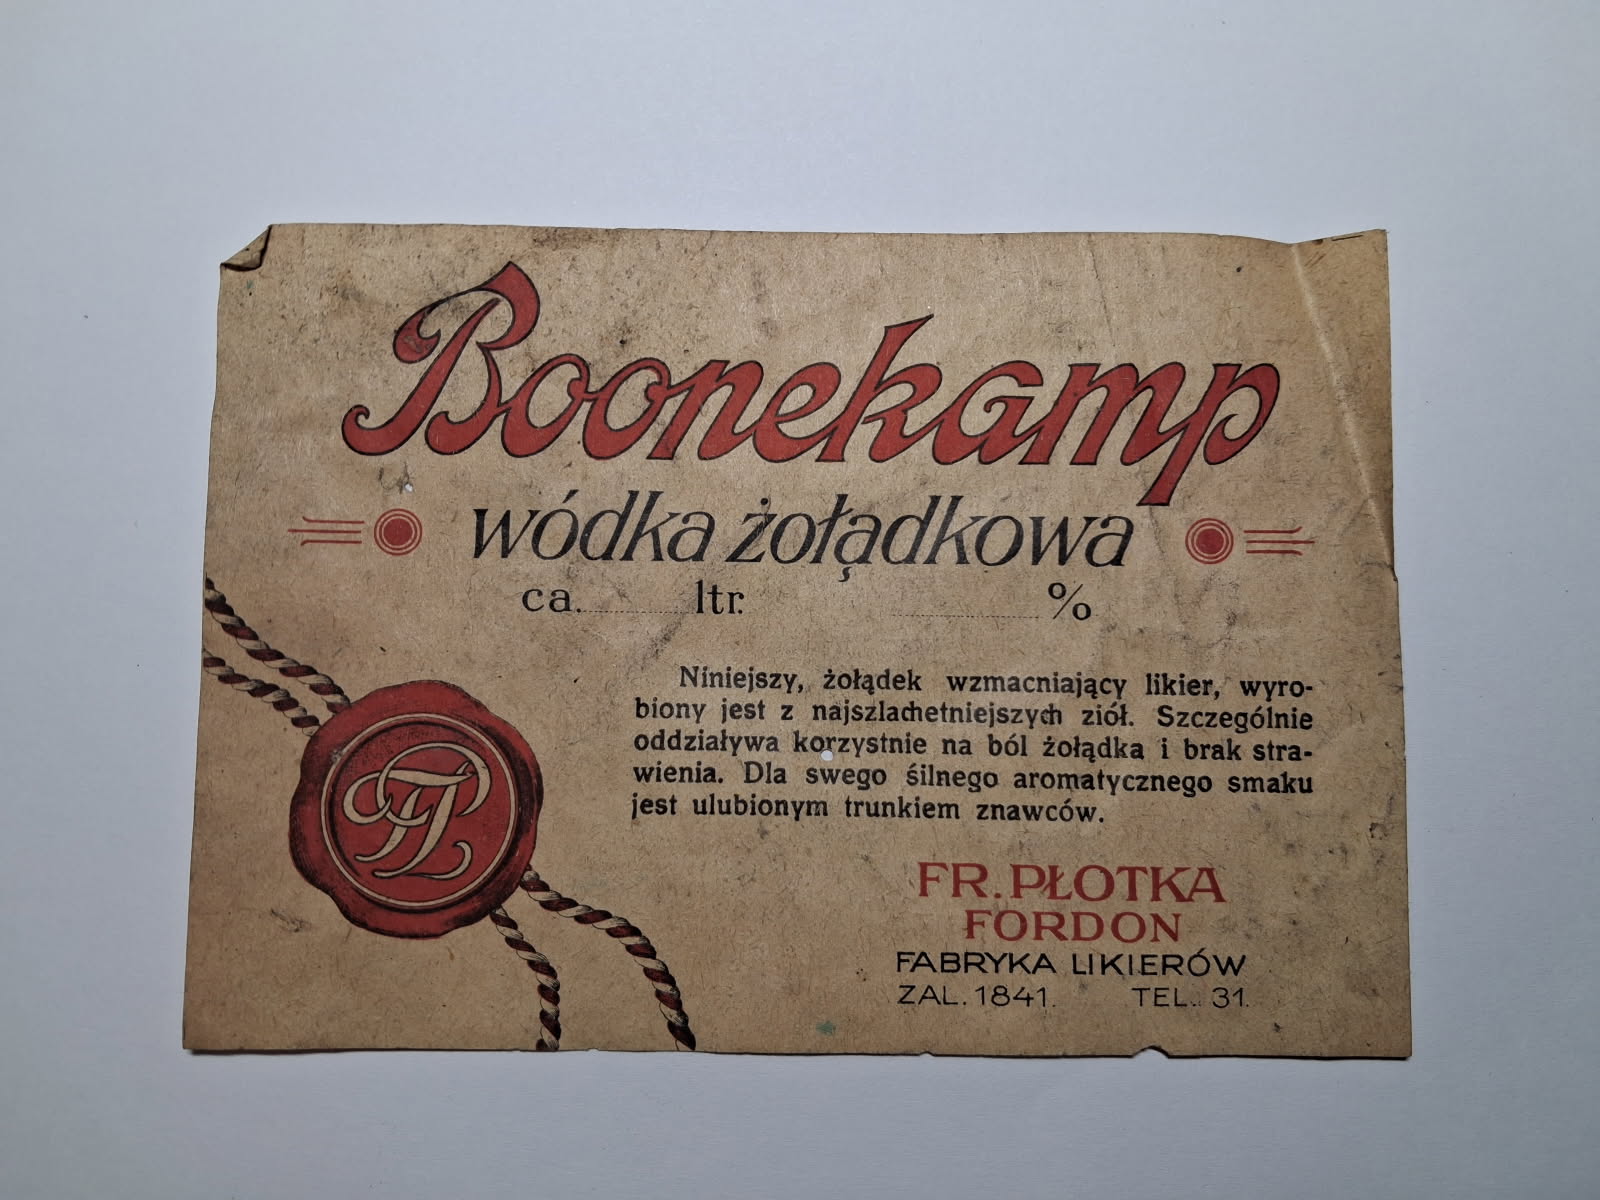 Boonekamp
wódka żołądkowa
ca. ltr. %
Niniejszy, żołądek wzmacniający likier, wyro-
biony jest z najszlachetniejszych ziół. Szczególnie
oddziaływa korzystnie na ból żołądka i brak stra-
wienia. Dla swego śilnego aromatycznego smaku
jest ulubionym trunkiem znawców.
FR. PŁOTKA
FORDON
FABRYKA LIKIERÓW
ZAL. 1841. TEL. 31.